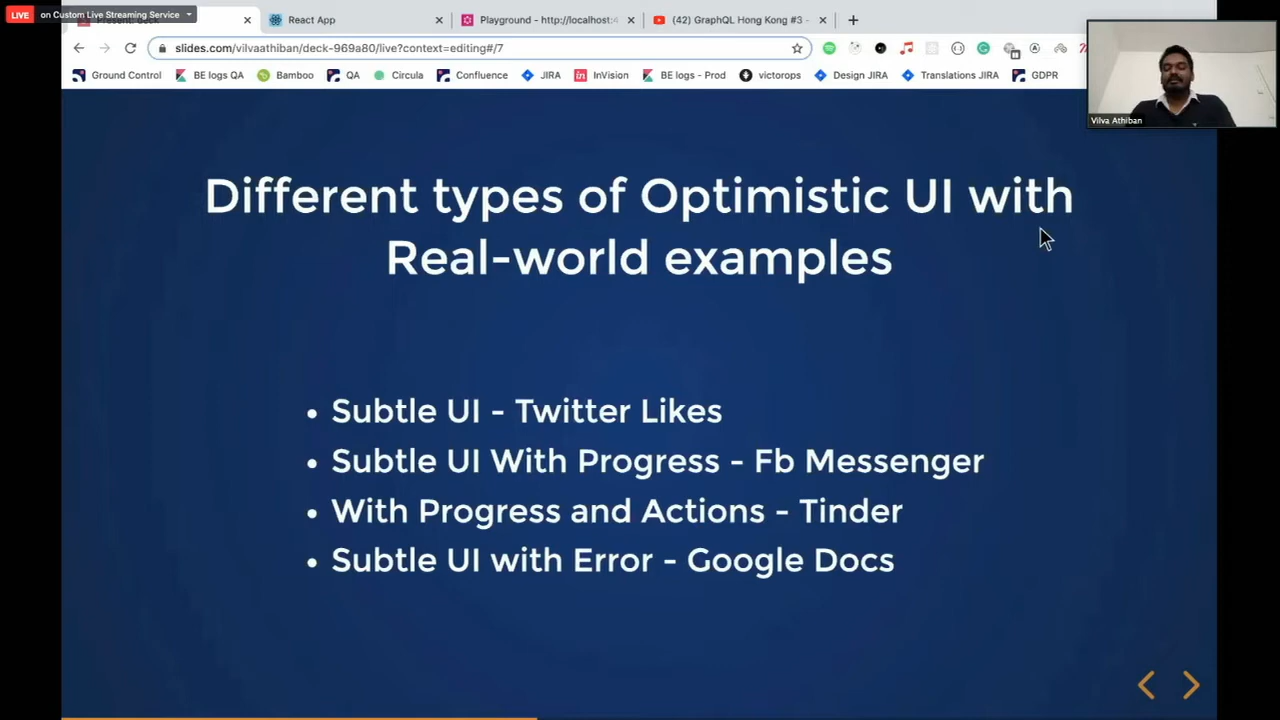 LIVE on Custom Live Streaming Service
React App
Playground - http://localhost:4
(42) GraphQL Hong Kong #3 -
slides.com/vilvaathiban/deck-969a80/live?context=editing#/7
Ground Control BE logs QA Bamboo QA Circula Confluence JIRA InVision BE logs - Prod victorops Design JIRA Translations JIRA GDPR
Vilva Athiban
Different types of Optimistic UI with
Real-world examples
• Subtle UI - Twitter Likes
• Subtle UI With Progress - Fb Messenger
• With Progress and Actions - Tinder
• Subtle UI with Error - Google Docs